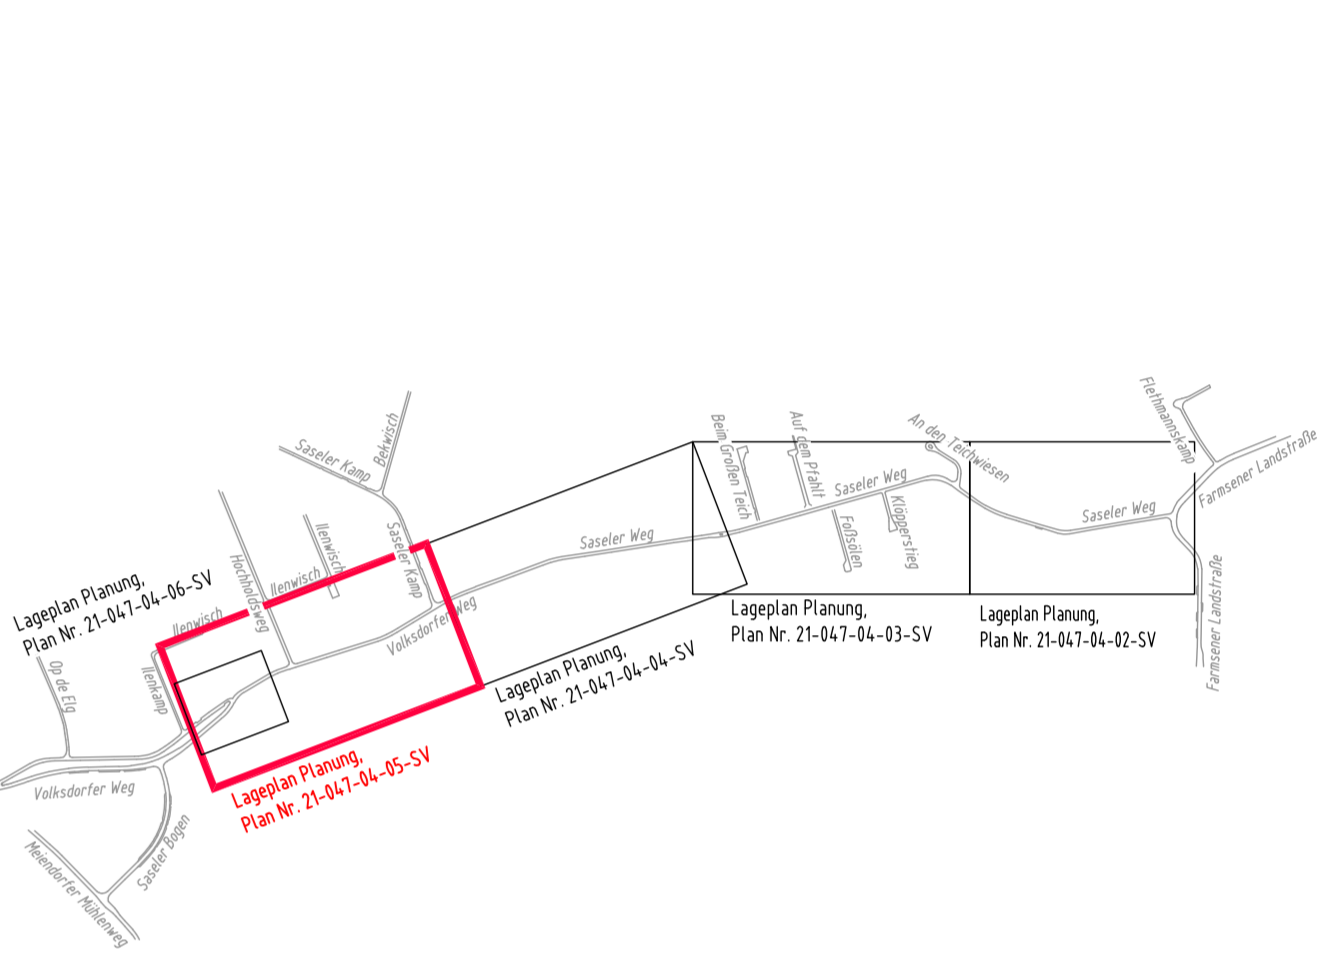 Flethmannskamp
Farmsener Landstraße
Farmsener Landstraße
An den Teichwiesen
Auf dem Pfahlt
Beim Großen Teich
Saseler Weg
Saseler Weg
Klöpperstieg
Foßsölen
Saseler Weg
Bekwisch
Saseler Kamp
Saseler Kamp
Ilenwisch
Ilenwisch
Ilenwisch
Hochholdsweg
Volksdorfer Weg
Ilenkamp
Op de Elg
Volksdorfer Weg
Saseler Bogen
Meiendorfer Mühlenweg
Lageplan Planung,
Plan Nr. 21-047-04-06-SV
Lageplan Planung,
Plan Nr. 21-047-04-05-SV
Lageplan Planung,
Plan Nr. 21-047-04-04-SV
Lageplan Planung,
Plan Nr. 21-047-04-03-SV
Lageplan Planung,
Plan Nr. 21-047-04-02-SV